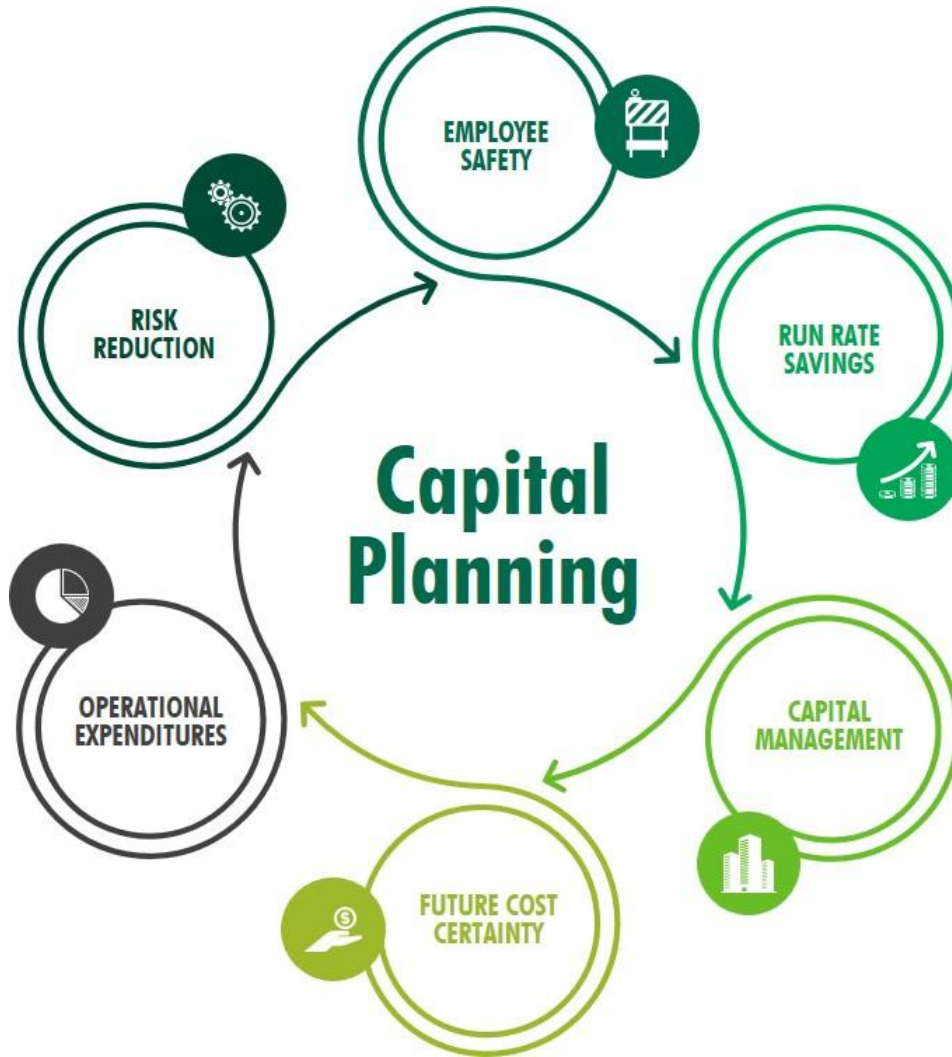 EMPLOYEE
SAFETY
RUN RATE
SAVINGS
CAPITAL
MANAGEMENT
FUTURE COST
CERTAINTY
OPERATIONAL
EXPENDITURES
RISK
REDUCTION
Capital
Planning
$